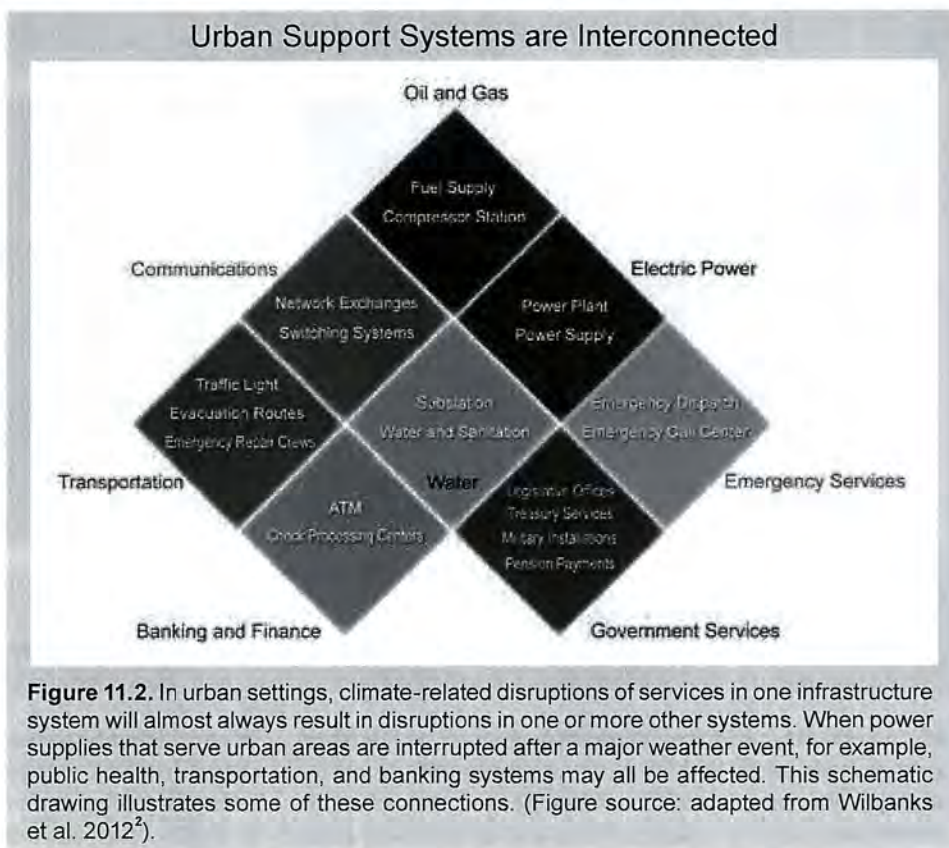 Urban Support Systems are Interconnected
Oil and Gas
Fuel Supply
Compressor Station
Communications
Electric Power
Network Exchanges
Switching Systems
Power Plant
Power Supply
Traffic Light
Evacuation Routes
Emergency Repair Crews
Substation
Water and Sanitation
Emergency Dispatch
Emergency Call Center
Transportation
Water
Emergency Services
ATM
Check Processing Centers
Legislative Offices
Treasury Services
Military Installations
Pension Payments
Banking and Finance
Government Services
Figure 11.2. In urban settings, climate-related disruptions of services in one infrastructure
system will almost always result in disruptions in one or more other systems. When power
supplies that serve urban areas are interrupted after a major weather event, for example,
public health, transportation, and banking systems may all be affected. This schematic
drawing illustrates some of these connections. (Figure source: adapted from Wilbanks
et al. 2012²).